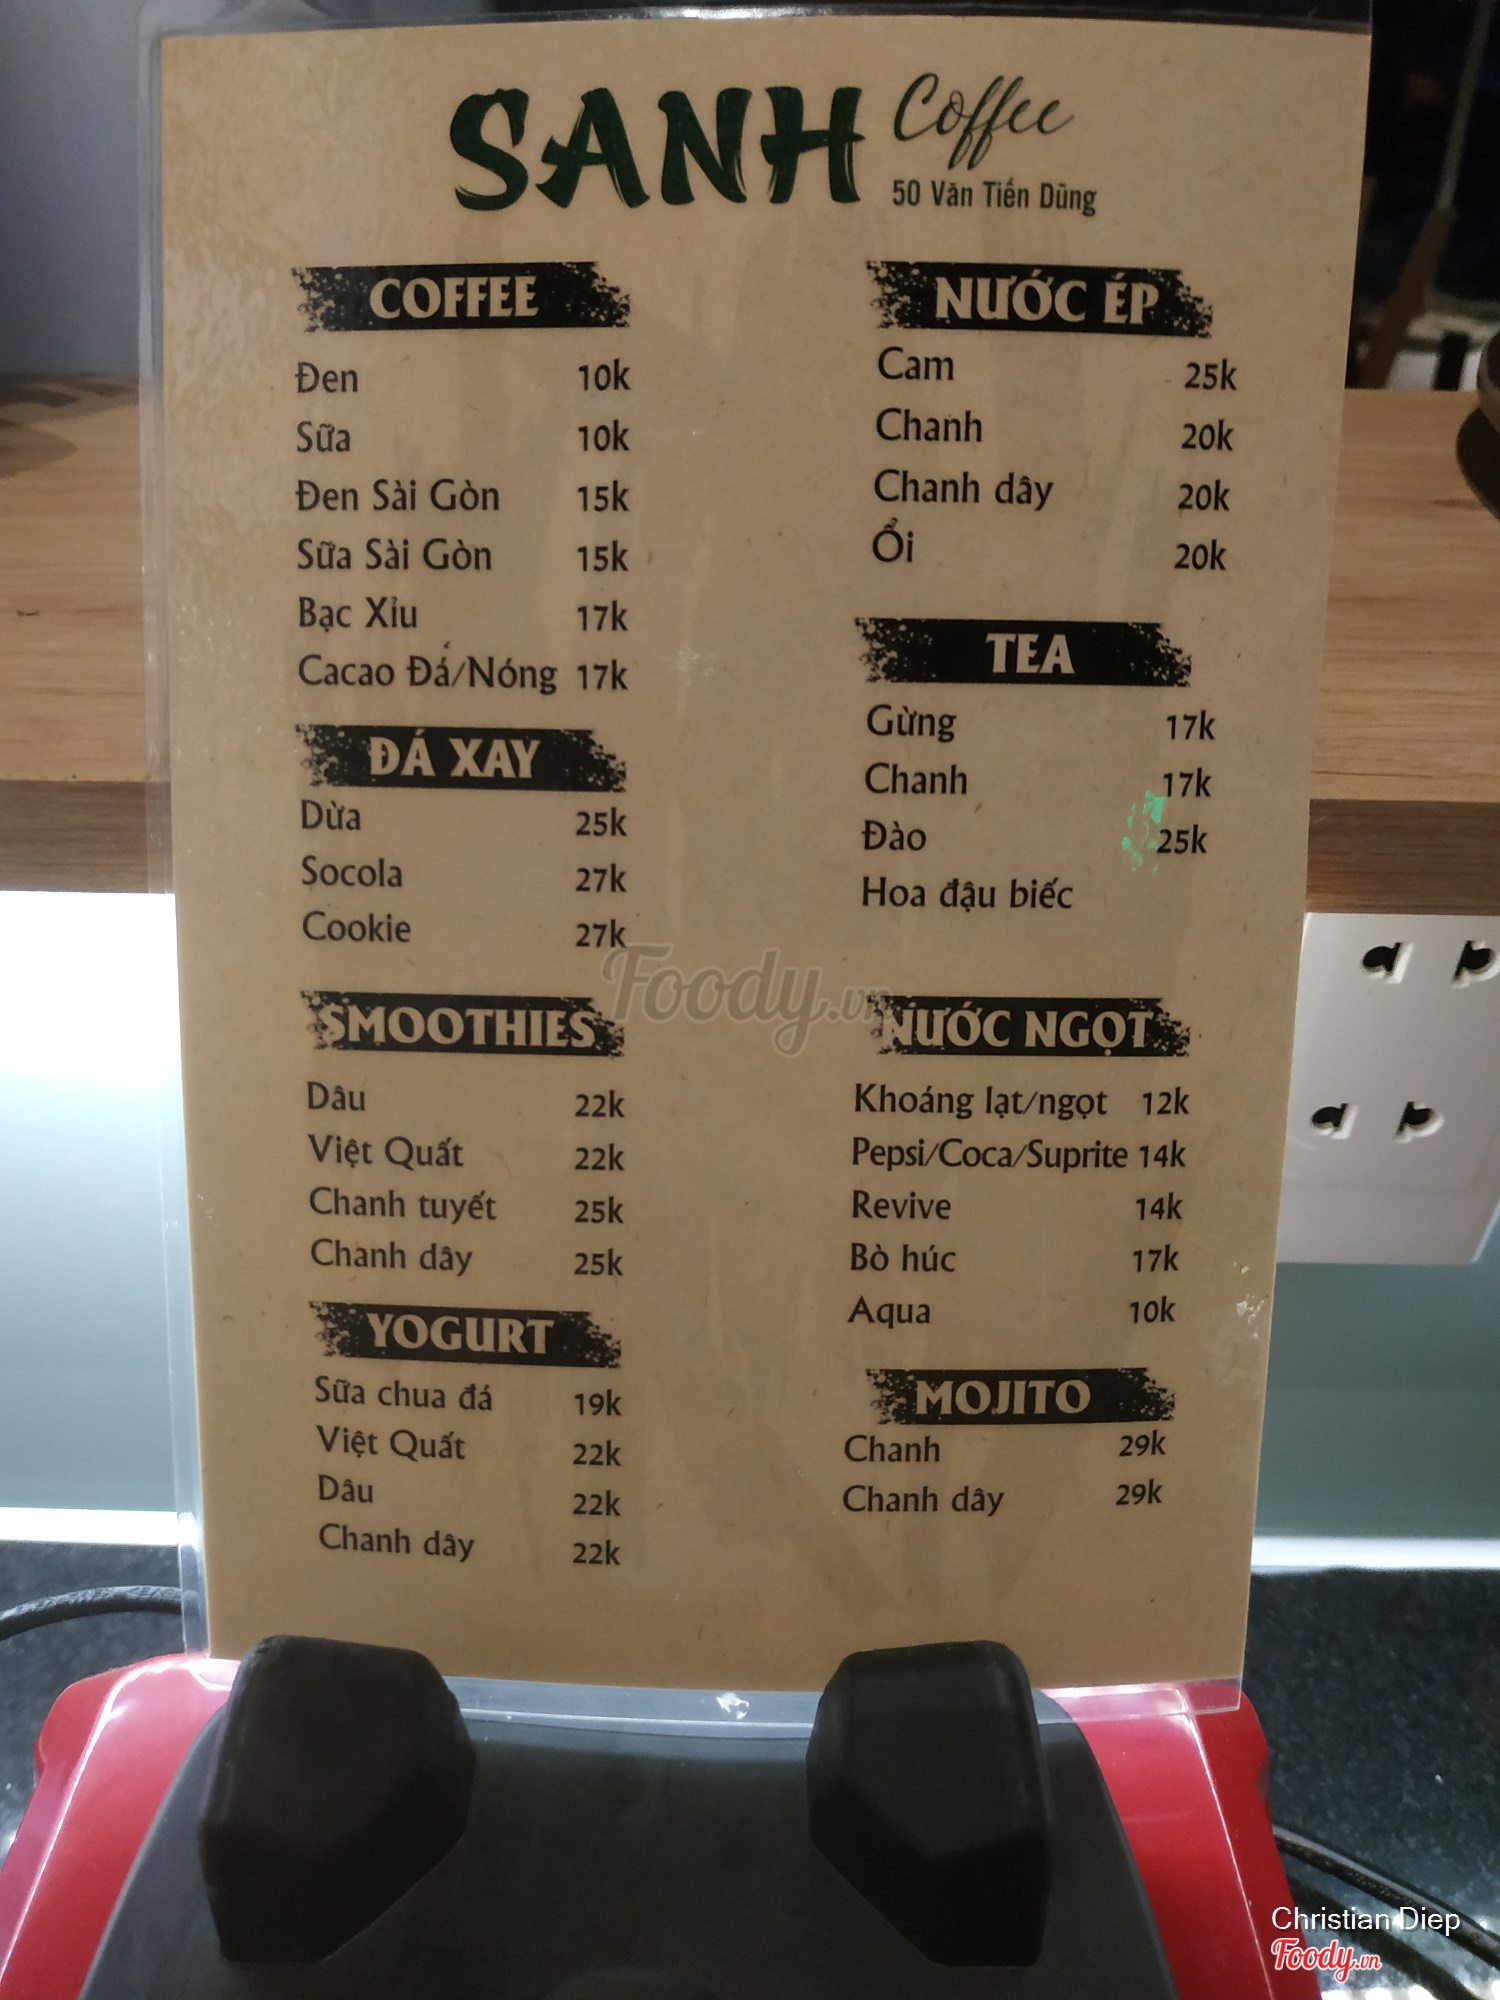 SANH Coffee
50 Văn Tiến Dũng
COFFEE
Đen 10k
Sữa 10k
Đen Sài Gòn 15k
Sữa Sài Gòn 15k
Bạc Xỉu 17k
Cacao Đá/Nóng 17k
ĐÁ XAY
Dừa 25k
Socola 27k
Cookie 27k
SMOOTHIES
Dâu 22k
Việt Quất 22k
Chanh tuyết 25k
Chanh dây 25k
YOGURT
Sữa chua đá 19k
Việt Quất 22k
Dâu 22k
Chanh dây 22k
NƯỚC ÉP
Cam 25k
Chanh 20k
Chanh dây 20k
Ổi 20k
TEA
Gừng 17k
Chanh 17k
Đào 25k
Hoa đậu biếc
NƯỚC NGỌT
Khoáng lạt/ngọt 12k
Pepsi/Coca/Suprite 14k
Revive 14k
Bò húc 17k
Aqua 10k
MOJITO
Chanh 29k
Chanh dây 29k
Foody.vn
Christian Diep
Foody.vn